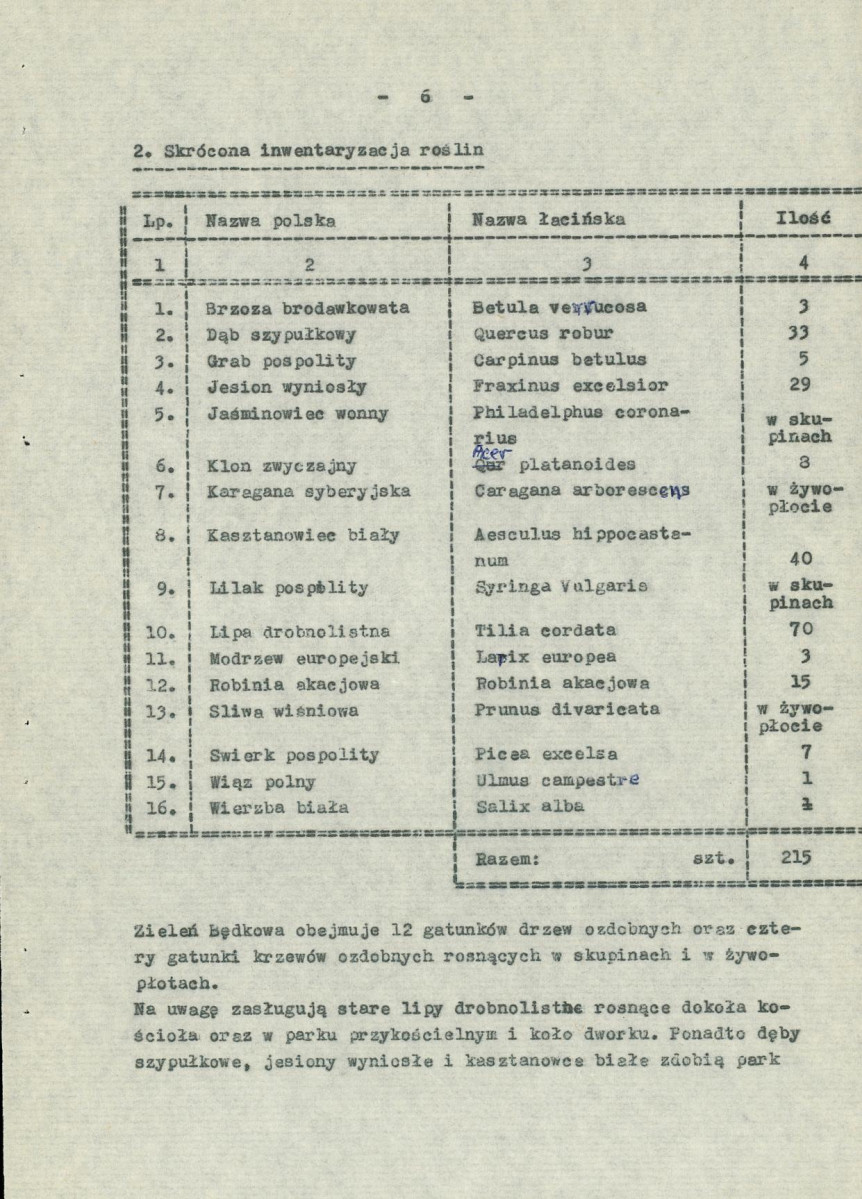 - 6 -
2. Skrócona inwentaryzacja roślin
Lp. Nazwa polska Nazwa łacińska Ilość
1 2 3 4
1. Brzoza brodawkowata Betula verrucosa 3
2. Dąb szypułkowy Quercus robur 33
3. Grab pospolity Carpinus betulus 5
4. Jesion wyniosły Fraxinus excelsior 29
5. Jaśminowiec wonny Philadelphus corona- w sku-
rius pinach
Acer
6. Klon zwyczajny Qur platanoides 8
7. Karagana syberyjska Caragana arborescens w żywo-
płocie
8. Kasztanowiec biały Aesculus hippocasta-
num 40
9. Lilak pospolity Syringa Vulgaris w sku-
pinach
10. Lipa drobnolistna Tilia cordata 70
11. Modrzew europejski Larix europea 3
12. Robinia akacjowa Robinia akacjowa 15
13. Sliwa wiśniowa Prunus divaricata w żywo-
płocie
14. Swierk pospolity Picea excelsa 7
15. Wiąz polny Ulmus campestre 1
16. Wierzba biała Salix alba 1
Razem: szt. 215
Zieleń Będkowa obejmuje 12 gatunków drzew ozdobnych oraz czte-
ry gatunki krzewów ozdobnych rosnących w skupinach i w żywo-
płotach.
Na uwagę zasługują stare lipy drobnolistne rosnące dokoła ko-
ścioła oraz w parku przykościelnym i koło dworku. Ponadto dęby
szypułkowe, jesiony wyniosłe i kasztanowce białe zdobią park